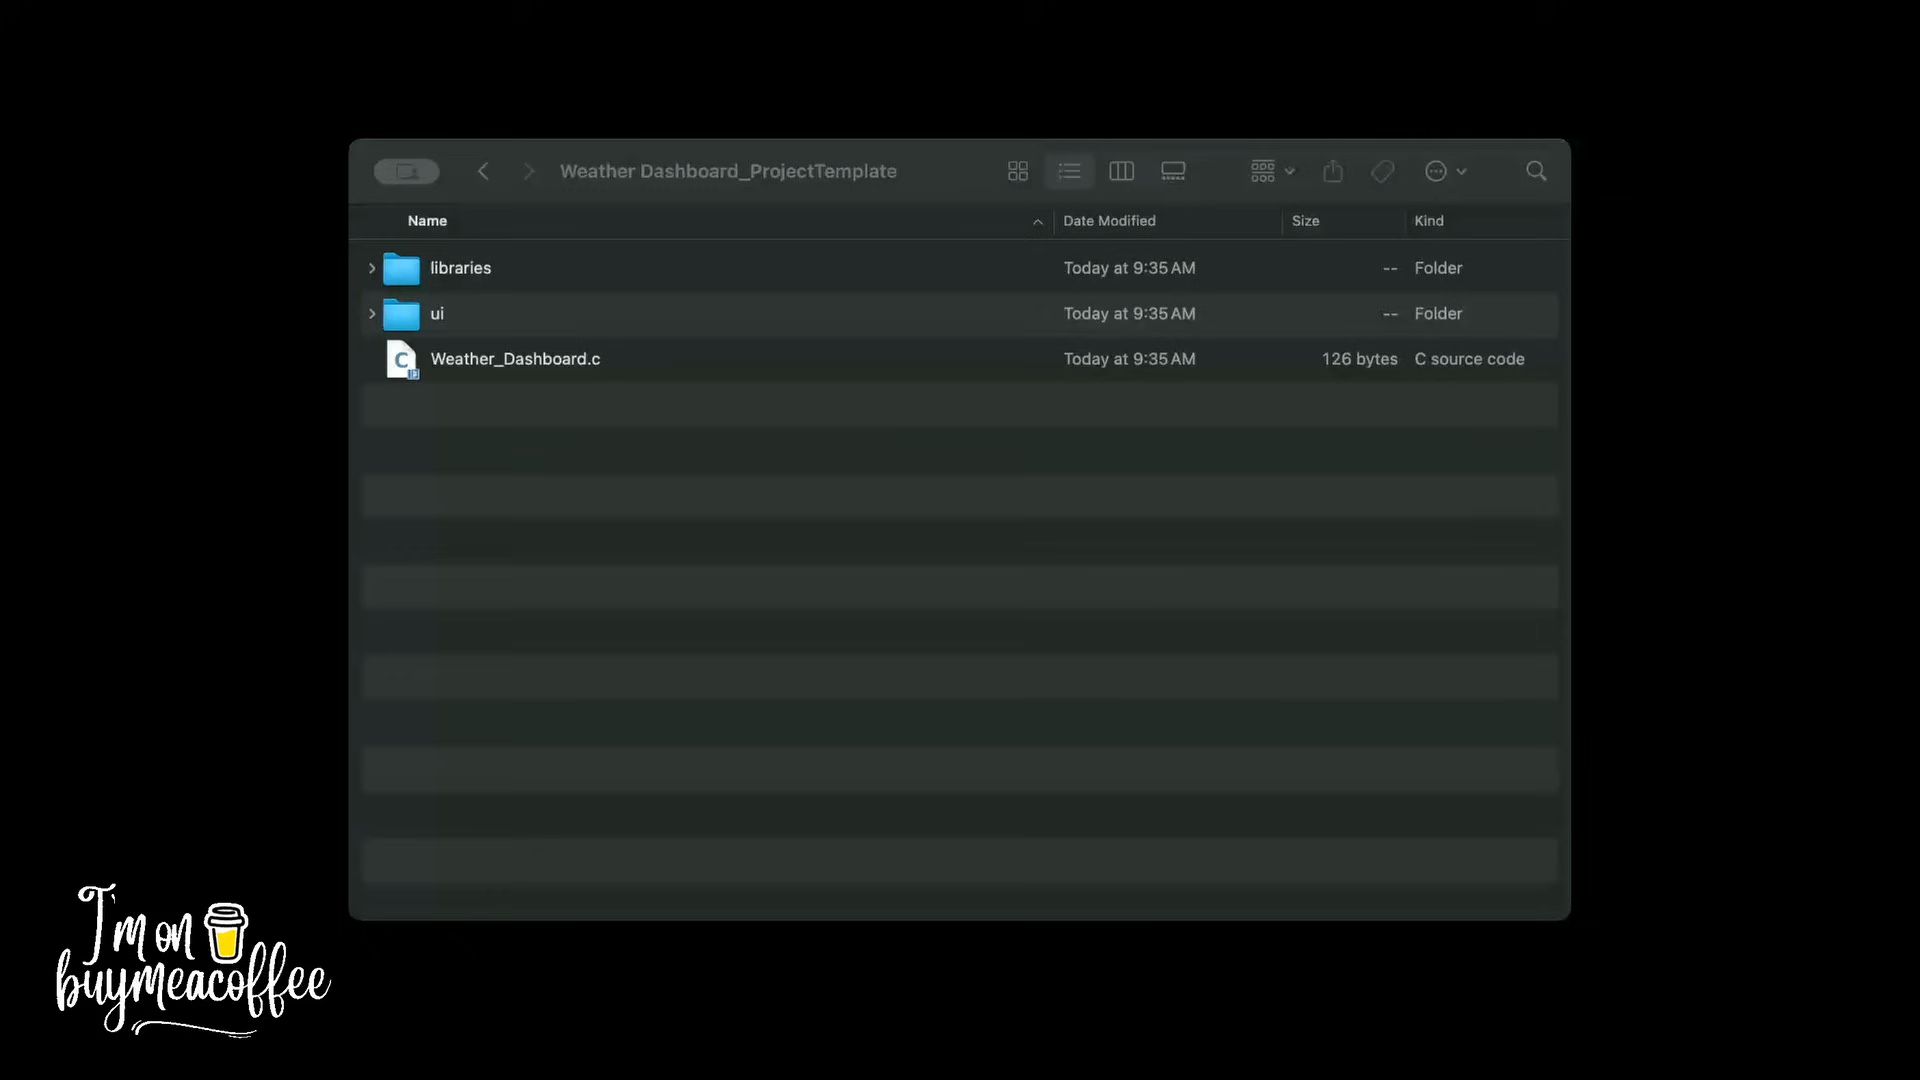 Weather Dashboard_ProjectTemplate
Name Date Modified Size Kind
libraries Today at 9:35 AM -- Folder
ui Today at 9:35 AM -- Folder
C Weather_Dashboard.c Today at 9:35 AM 126 bytes C source code
I'm on
buymeacoffee